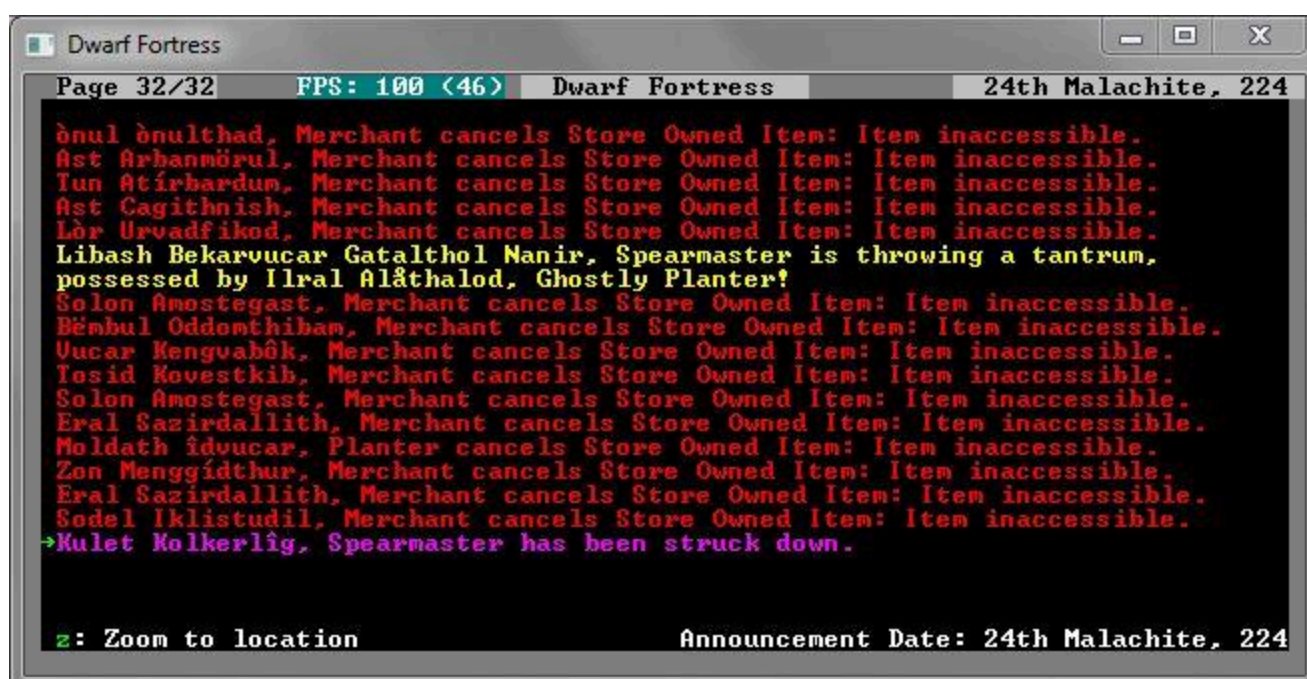 Dwarf Fortress
Page 32/32 FPS: 100 (46) Dwarf Fortress 24th Malachite, 224
ònul ònulthad, Merchant cancels Store Owned Item: Item inaccessible.
Ast Arbanmörul, Merchant cancels Store Owned Item: Item inaccessible.
Tun Atírbardum, Merchant cancels Store Owned Item: Item inaccessible.
Ast Cagithnish, Merchant cancels Store Owned Item: Item inaccessible.
Lòr Urvadfikod, Merchant cancels Store Owned Item: Item inaccessible.
Libash Bekarvucar Gatalthol Nanir, Spearmaster is throwing a tantrum,
possessed by Ilral Alåthalod, Ghostly Planter!
Solon Amostegast, Merchant cancels Store Owned Item: Item inaccessible.
Bëmbul Oddomthibam, Merchant cancels Store Owned Item: Item inaccessible.
Vucar Kengvabôk, Merchant cancels Store Owned Item: Item inaccessible.
Tosid Kovestkib, Merchant cancels Store Owned Item: Item inaccessible.
Solon Amostegast, Merchant cancels Store Owned Item: Item inaccessible.
Eral Sazirdallith, Merchant cancels Store Owned Item: Item inaccessible.
Moldath îdvucar, Planter cancels Store Owned Item: Item inaccessible.
Zon Menggídthur, Merchant cancels Store Owned Item: Item inaccessible.
Eral Sazirdallith, Merchant cancels Store Owned Item: Item inaccessible.
Sodel Iklistudil, Merchant cancels Store Owned Item: Item inaccessible.
→Kulet Kolkerlîg, Spearmaster has been struck down.
z: Zoom to location Announcement Date: 24th Malachite, 224